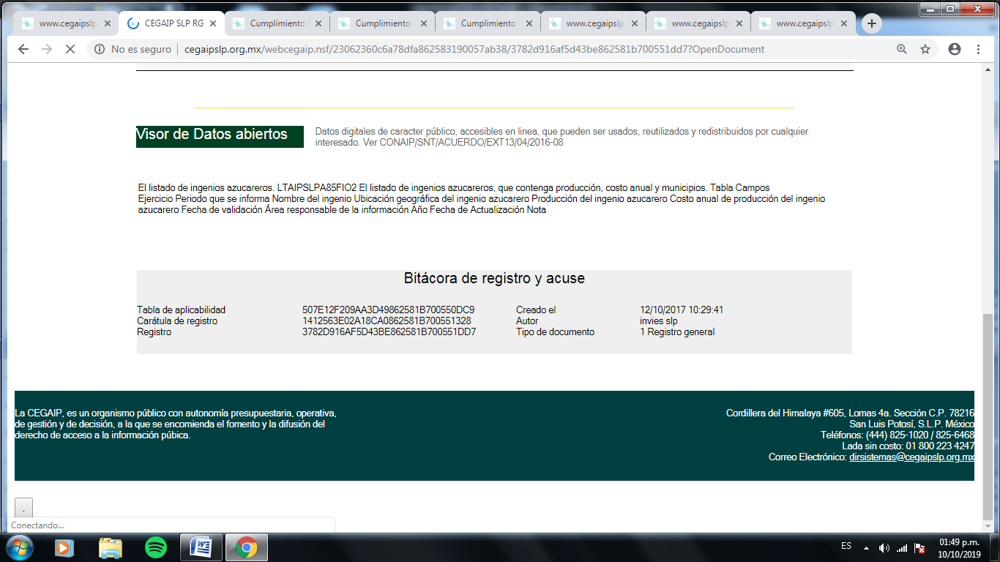 www.cegaipslp
CEGAIP SLP RG
Cumplimiento
Cumplimiento
Cumplimiento
www.cegaipslp
www.cegaipslp
www.cegaipslp
No es seguro | cegaipslp.org.mx/webcegaip.nsf/23062360c6a78dfa862583190057ab38/3782d916af5d43be862581b700551dd7?OpenDocument
Visor de Datos abiertos
Datos digitales de caracter público, accesibles en linea, que pueden ser usados, reutilizados y redistribuidos por cualquier
interesado. Ver CONAIP/SNT/ACUERDO/EXT13/04/2016-08
El listado de ingenios azucareros. LTAIPSLPA85FIO2 El listado de ingenios azucareros, que contenga producción, costo anual y municipios. Tabla Campos
Ejercicio Periodo que se informa Nombre del ingenio Ubicación geográfica del ingenio azucarero Producción del ingenio azucarero Costo anual de producción del ingenio
azucarero Fecha de validación Área responsable de la información Año Fecha de Actualización Nota
Bitácora de registro y acuse
Tabla de aplicabilidad 507E12F209AA3D49862581B700550DC9 Creado el 12/10/2017 10:29:41
Carátula de registro 1412563E02A18CA0862581B700551328 Autor invies slp
Registro 3782D916AF5D43BE862581B700551DD7 Tipo de documento 1 Registro general
La CEGAIP, es un organismo público con autonomía presupuestaria, operativa,
de gestión y de decisión, a la que se encomienda el fomento y la difusión del
derecho de acceso a la información púbica.
Cordillera del Himalaya #605, Lomas 4a. Sección C.P. 78216
San Luis Potosí, S.L.P. México
Teléfonos: (444) 825-1020 / 825-6468
Lada sin costo: 01 800 223 4247
Correo Electrónico: dirsistemas@cegaipslp.org.mx
.
Conectando...
ES
01:49 p.m.
10/10/2019